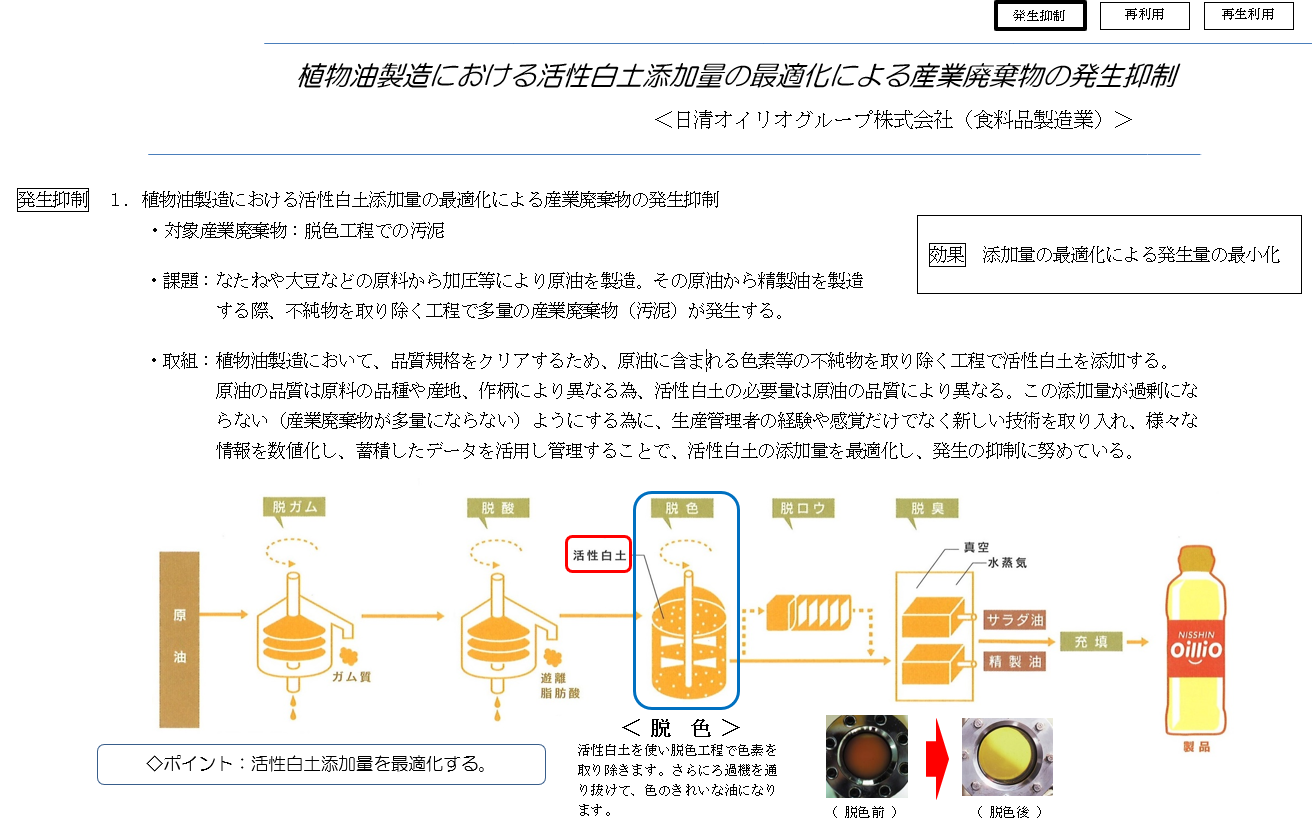 発生抑制 再利用 再生利用
植物油製造における活性白土添加量の最適化による産業廃棄物の発生抑制
＜日清オイリオグループ株式会社（食料品製造業）＞
発生抑制 1．植物油製造における活性白土添加量の最適化による産業廃棄物の発生抑制
・対象産業廃棄物：脱色工程での汚泥
効果 添加量の最適化による発生量の最小化
・課題：なたねや大豆などの原料から加圧等により原油を製造。その原油から精製油を製造
する際、不純物を取り除く工程で多量の産業廃棄物（汚泥）が発生する。
・取組：植物油製造において、品質規格をクリアするため、原油に含まれる色素等の不純物を取り除く工程で活性白土を添加する。
原油の品質は原料の品種や産地、作柄により異なる為、活性白土の必要量は原油の品質により異なる。この添加量が過剰にな
らない（産業廃棄物が多量にならない）ようにする為に、生産管理者の経験や感覚だけでなく新しい技術を取り入れ、様々な
情報を数値化し、蓄積したデータを活用し管理することで、活性白土の添加量を最適化し、発生の抑制に努めている。
脱ガム 脱酸 脱色 脱ロウ 脱臭
活性白土
真空
水蒸気
原油
ガム質
遊離
脂肪酸
サラダ油
精製油
充填
NISSHIN
OilliO
製品
＜脱 色＞
活性白土を使い脱色工程で色素を
取り除きます。さらにろ過機を通
り抜けて、色のきれいな油になり
ます。
◇ポイント：活性白土添加量を最適化する。
（ 脱色前 ） （ 脱色後 ）